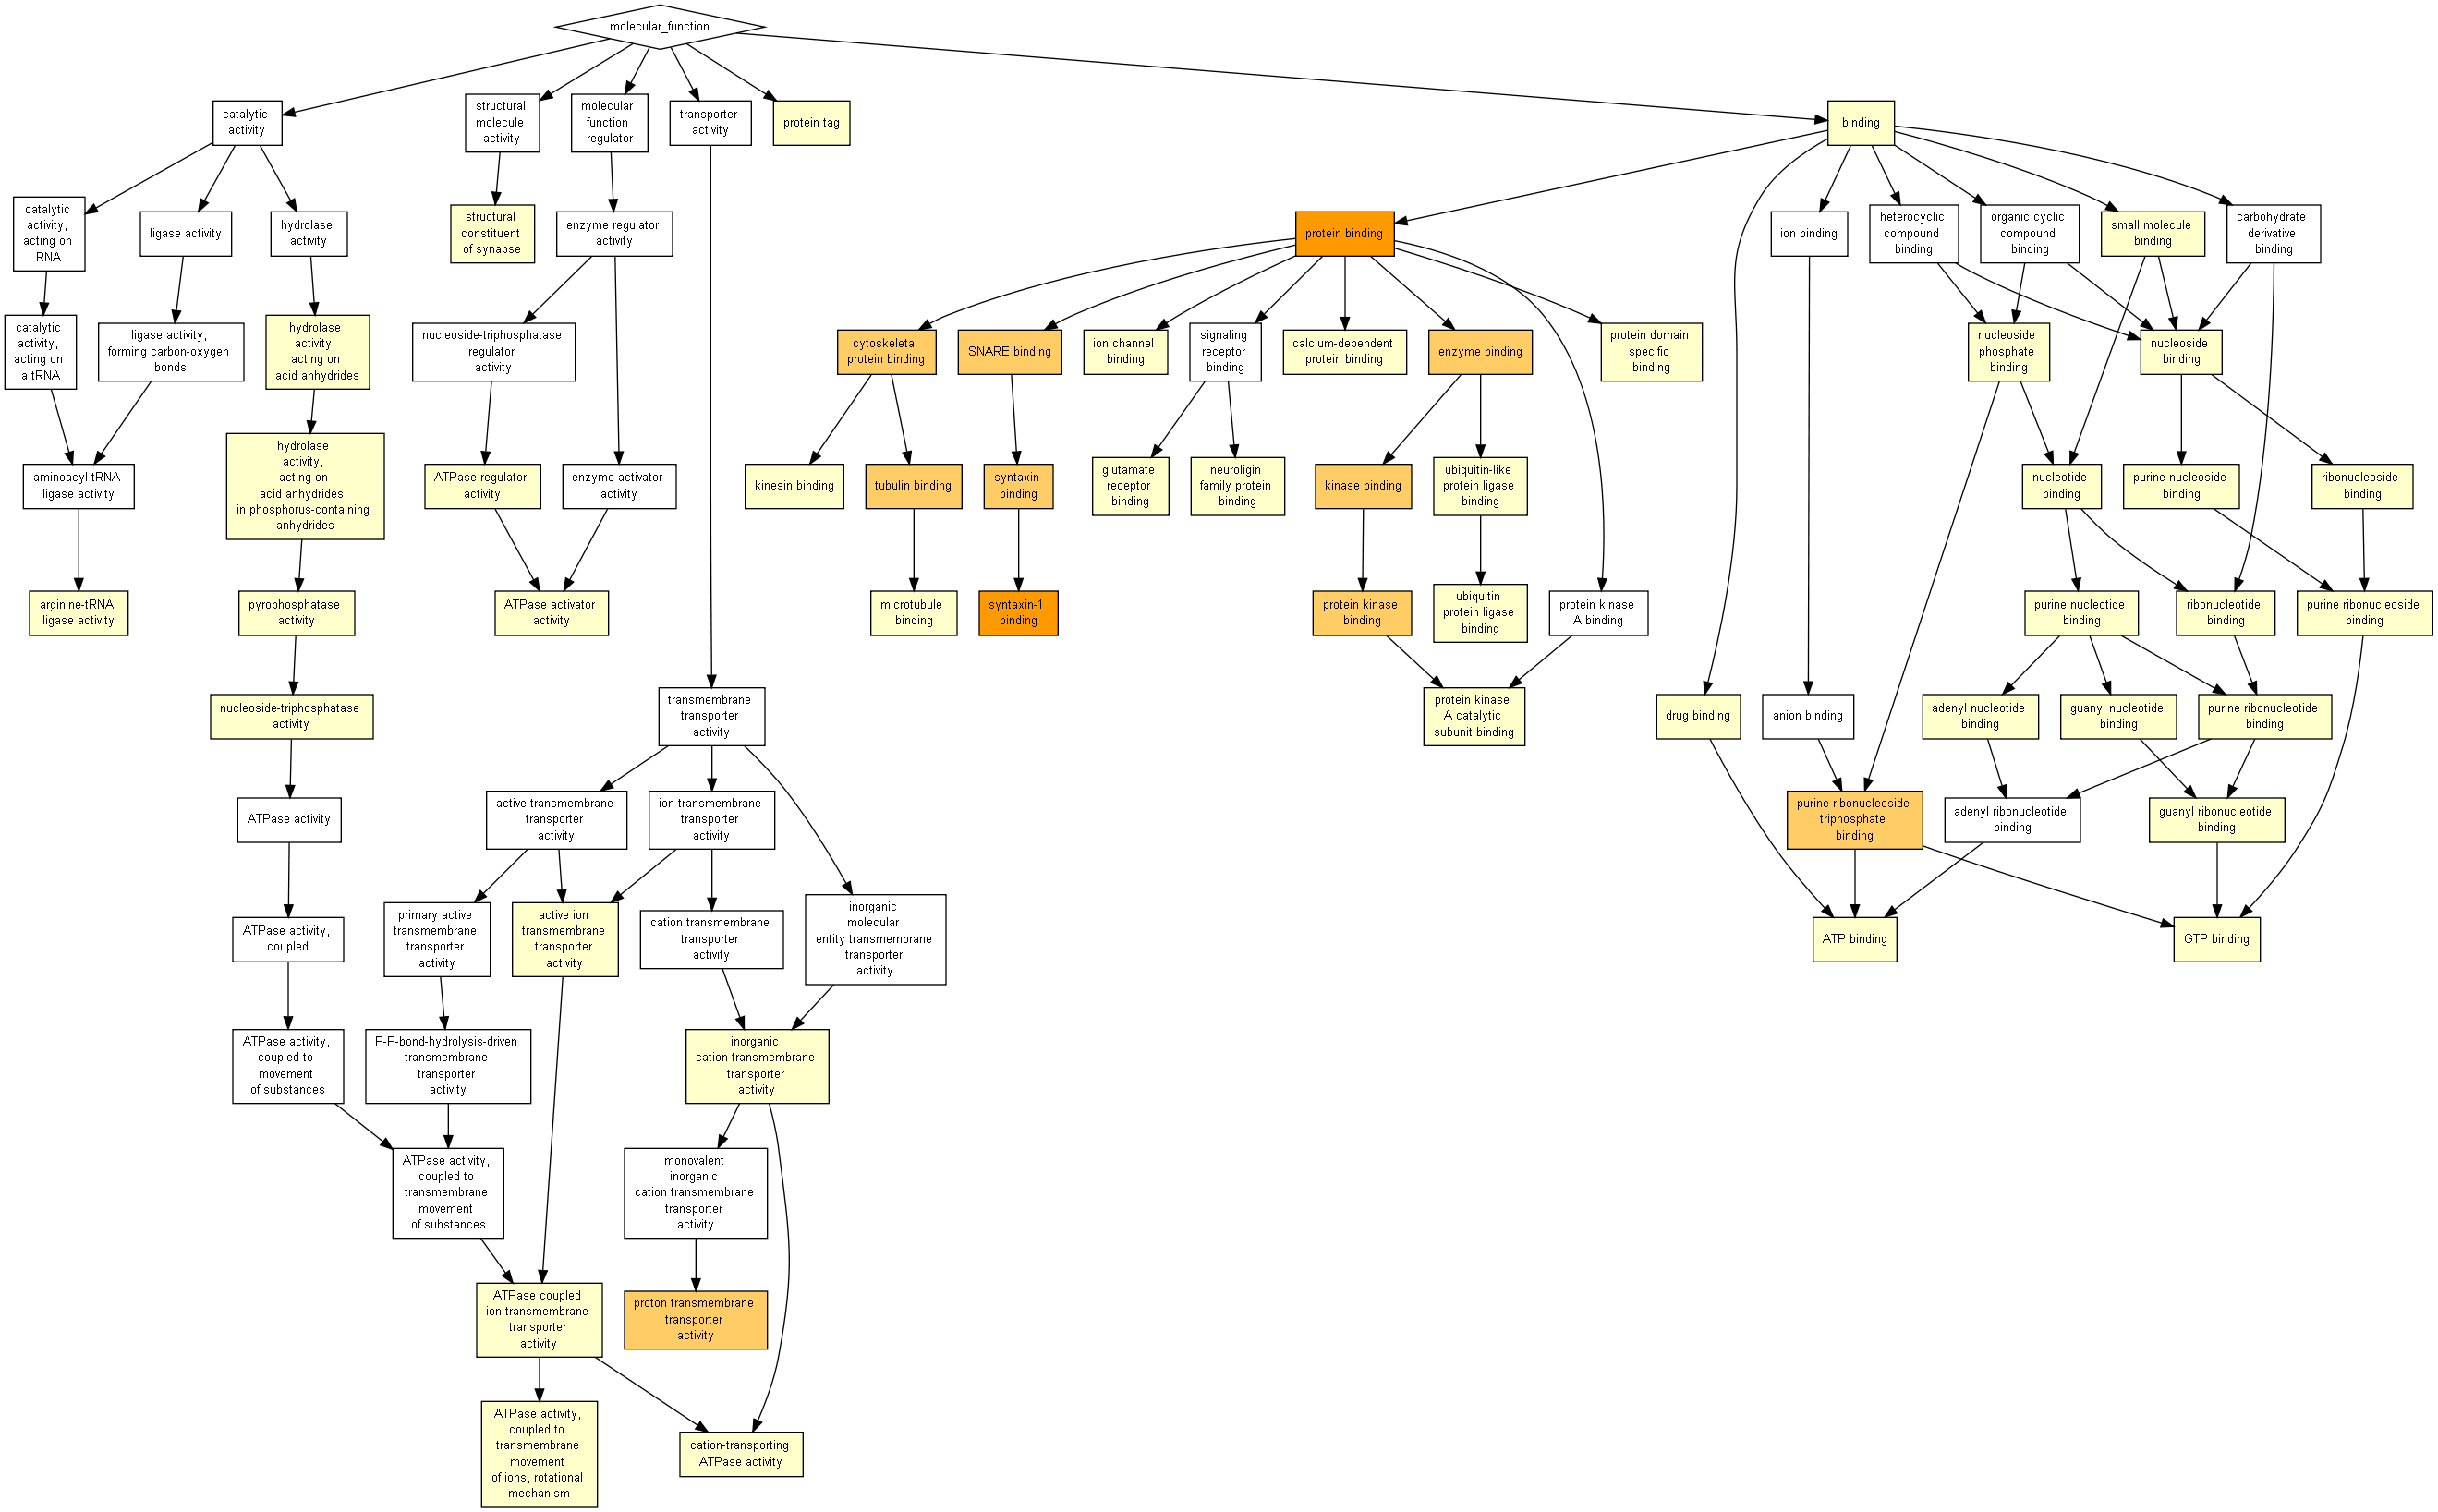 molecular_function
catalytic
activity
structural
molecule
activity
molecular
function
regulator
transporter
activity
protein tag
binding
catalytic
activity,
acting on
RNA
ligase activity
hydrolase
activity
structural
constituent
of synapse
enzyme regulator
activity
protein binding
ion binding
heterocyclic
compound
binding
organic cyclic
compound
binding
small molecule
binding
carbohydrate
derivative
binding
catalytic
activity,
acting on
a tRNA
ligase activity,
forming carbon-oxygen
bonds
hydrolase
activity,
acting on
acid anhydrides
nucleoside-triphosphatase
regulator
activity
cytoskeletal
protein binding
SNARE binding
ion channel
binding
signaling
receptor
binding
calcium-dependent
protein binding
enzyme binding
protein domain
specific
binding
nucleoside
phosphate
binding
nucleoside
binding
aminoacyl-tRNA
ligase activity
hydrolase
activity,
acting on
acid anhydrides,
in phosphorus-containing
anhydrides
ATPase regulator
activity
enzyme activator
activity
kinesin binding
tubulin binding
syntaxin
binding
glutamate
receptor
binding
neuroligin
family protein
binding
kinase binding
ubiquitin-like
protein ligase
binding
nucleotide
binding
purine nucleoside
binding
ribonucleoside
binding
arginine-tRNA
ligase activity
pyrophosphatase
activity
ATPase activator
activity
microtubule
binding
syntaxin-1
binding
protein kinase
binding
ubiquitin
protein ligase
binding
protein kinase
A binding
purine nucleotide
binding
ribonucleotide
binding
purine ribonucleoside
binding
nucleoside-triphosphatase
activity
transmembrane
transporter
activity
protein kinase
A catalytic
subunit binding
drug binding
anion binding
adenyl nucleotide
binding
guanyl nucleotide
binding
purine ribonucleotide
binding
ATPase activity
active transmembrane
transporter
activity
ion transmembrane
transporter
activity
purine ribonucleoside
triphosphate
binding
adenyl ribonucleotide
binding
guanyl ribonucleotide
binding
ATPase activity,
coupled
primary active
transmembrane
transporter
activity
active ion
transmembrane
transporter
activity
cation transmembrane
transporter
activity
inorganic
molecular
entity transmembrane
transporter
activity
ATP binding
GTP binding
ATPase activity,
coupled to
movement
of substances
P-P-bond-hydrolysis-driven
transmembrane
transporter
activity
inorganic
cation transmembrane
transporter
activity
ATPase activity,
coupled to
transmembrane
movement
of substances
monovalent
inorganic
cation transmembrane
transporter
activity
ATPase coupled
ion transmembrane
transporter
activity
proton transmembrane
transporter
activity
ATPase activity,
coupled to
transmembrane
movement
of ions, rotational
mechanism
cation-transporting
ATPase activity